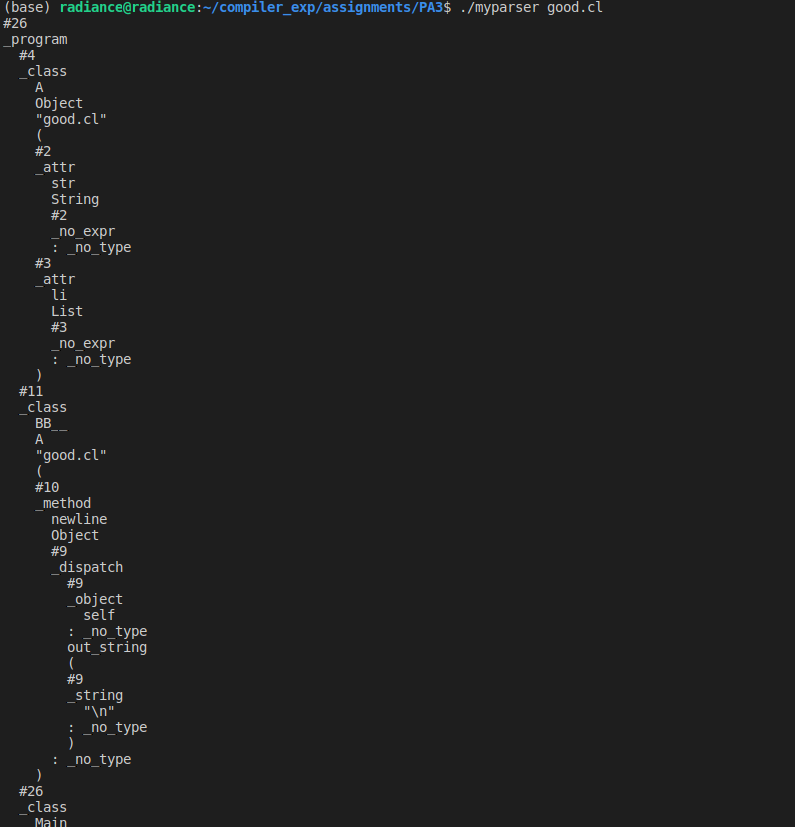 (base) radiance@radiance:~/compiler_exp/assignments/PA3$ ./myparser good.cl
#26
_program
  #4
  _class
    A
    Object
    "good.cl"
    (
    #2
    _attr
      str
      String
      #2
      _no_expr
      : _no_type
    #3
    _attr
      li
      List
      #3
      _no_expr
      : _no_type
    )
  #11
  _class
    BB__
    A
    "good.cl"
    (
    #10
    _method
      newline
      Object
      #9
      _dispatch
        #9
        _object
          self
        : _no_type
        out_string
        (
        #9
        _string
          "\n"
        : _no_type
        )
      : _no_type
    )
  #26
  _class
    Main